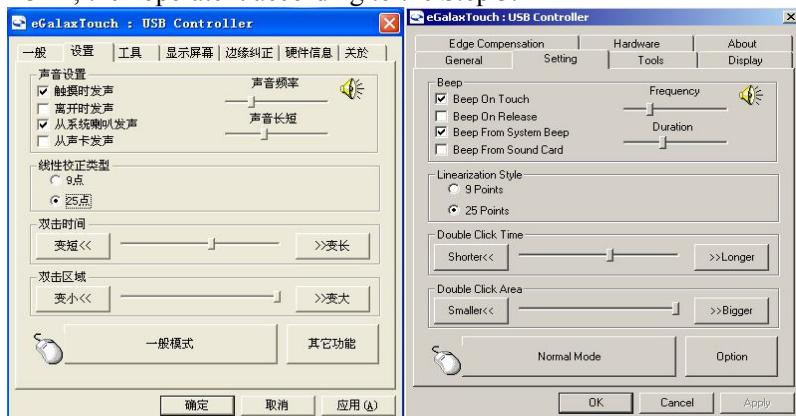 eGalaxTouch : USB Controller
一般 设置 工具 显示屏幕 边缘纠正 硬件信息 关於
声音设置
触摸时发声
离开时发声
从系统喇叭发声
从声卡发声
声音频率
声音长短
线性校正类型
9点
25点
双击时间
变短<< >>变长
双击区域
变小<< >>变大
一般模式 其它功能
确定 取消 应用(A)
eGalaxTouch : USB Controller
Edge Compensation Hardware About
General Setting Tools Display
Beep
Beep On Touch
Beep On Release
Beep From System Beep
Beep From Sound Card
Frequency
Duration
Linearization Style
9 Points
25 Points
Double Click Time
Shorter<< >>Longer
Double Click Area
Smaller<< >>Bigger
Normal Mode Option
OK Cancel Apply